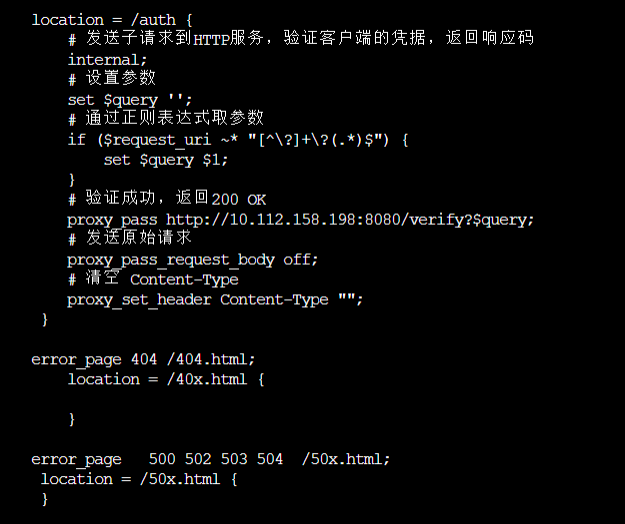 location = /auth {
# 发送子请求到HTTP服务，验证客户端的凭据，返回响应码
internal;
# 设置参数
set $query '';
# 通过正则表达式取参数
if ($request_uri ~* "[^\?]+\?(.*)$") {
set $query $1;
}
# 验证成功，返回200 OK
proxy_pass http://10.112.158.198:8080/verify?$query;
# 发送原始请求
proxy_pass_request_body off;
# 清空 Content-Type
proxy_set_header Content-Type "";
}
error_page 404 /404.html;
location = /40x.html {
}
error_page 500 502 503 504 /50x.html;
location = /50x.html {
}